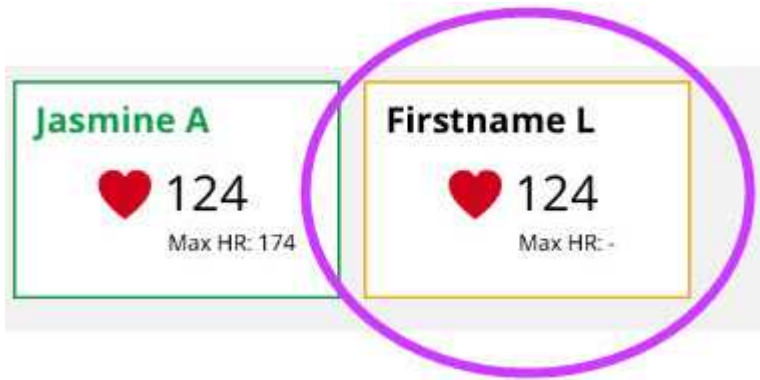 Jasmine A
124
Max HR: 174
Firstname L
124
Max HR: -